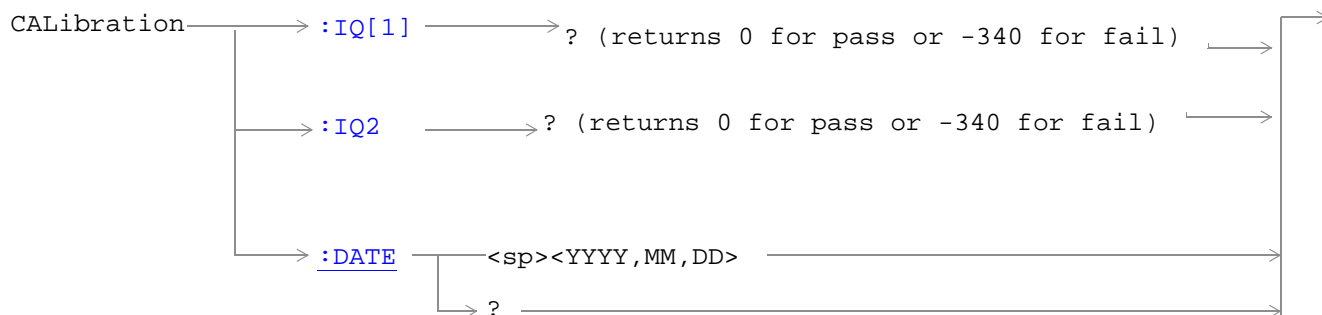 CALibration :IQ[1] ? (returns 0 for pass or -340 for fail)
:IQ2 ? (returns 0 for pass or -340 for fail)
:DATE <sp><YYYY,MM,DD>
?